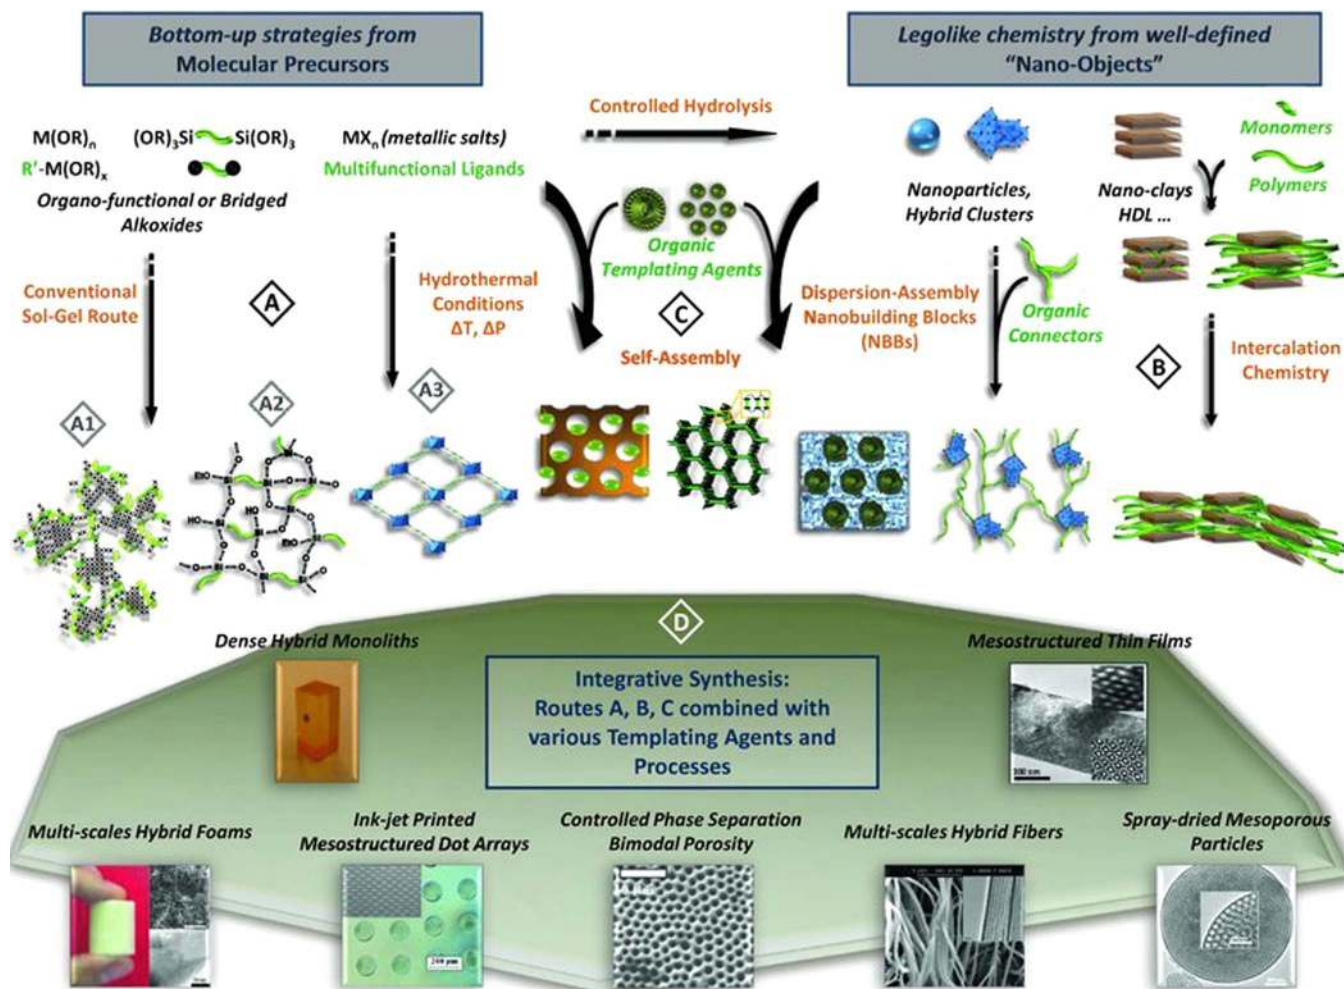 Bottom-up strategies from
Molecular Precursors
Legolike chemistry from well-defined
“Nano-Objects”
M(OR)n
(OR)3Si Si(OR)3
R'-M(OR)x
Organo-functional or Bridged
Alkoxides
MXn (metallic salts)
Multifunctional Ligands
Controlled Hydrolysis
Organic
Templating Agents
Nanoparticles,
Hybrid Clusters
Nano-clays
HDL ...
Monomers
Polymers
Conventional
Sol-Gel Route
A
Hydrothermal
Conditions
ΔT, ΔP
C
Self-Assembly
Dispersion-Assembly
Nanobuilding Blocks
(NBBs)
Organic
Connectors
B
Intercalation
Chemistry
A1
A2
A3
D
Dense Hybrid Monoliths
Integrative Synthesis:
Routes A, B, C combined with
various Templating Agents and
Processes
Mesostructured Thin Films
Multi-scales Hybrid Foams
Ink-jet Printed
Mesostructured Dot Arrays
Controlled Phase Separation
Bimodal Porosity
Multi-scales Hybrid Fibers
Spray-dried Mesoporous
Particles